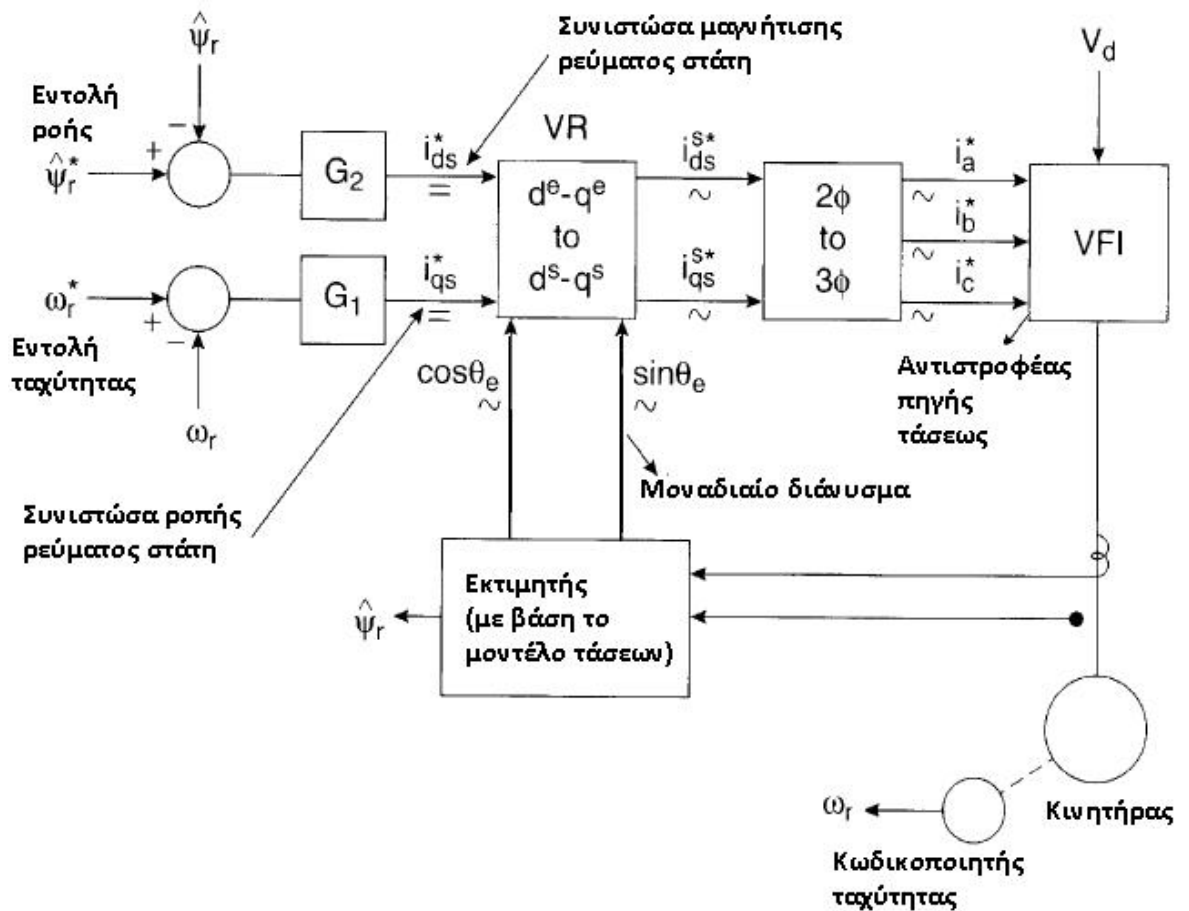 ψ̂r
Συνιστώσα μαγνήτισης
ρεύματος στάτη
Vd
Εντολή
ροής
ψ̂r*
+
−
G2
i*ds
=
VR
de-qe
to
ds-qs
is*ds
~
2ϕ
to
3ϕ
i*a
~
i*b
~
i*c
~
VFI
ωr*
+
−
G1
i*qs
=
is*qs
~
Εντολή
ταχύτητας
ωr
cosθe
~
sinθe
~
Αντιστροφέας
πηγής
τάσεως
Μοναδιαίο διάνυσμα
Συνιστώσα ροπής
ρεύματος στάτη
ψ̂r
Εκτιμητής
(με βάση το
μοντέλο τάσεων)
ωr
Κινητήρας
Κωδικοποιητής
ταχύτητας